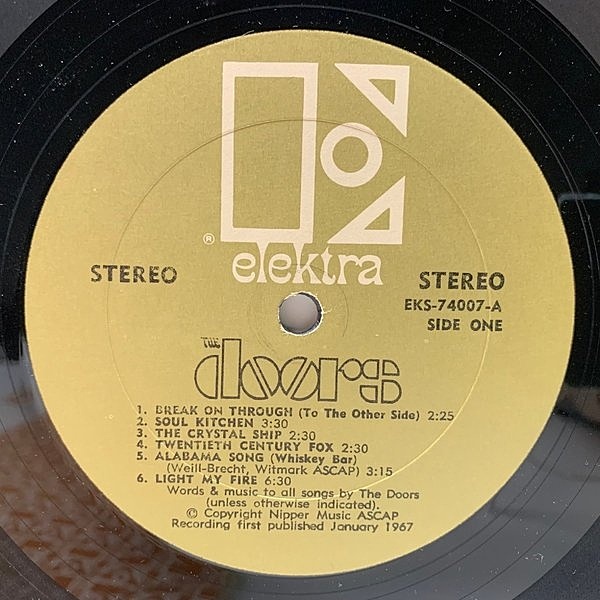 ®
elektra
STEREO
STEREO
EKS-74007-A
SIDE ONE
THE
doors
1. BREAK ON THROUGH (To The Other Side) 2:25
2. SOUL KITCHEN 3:30
3. THE CRYSTAL SHIP 2:30
4. TWENTIETH CENTURY FOX 2:30
5. ALABAMA SONG (Whiskey Bar)
(Weill-Brecht, Witmark ASCAP) 3:15
6. LIGHT MY FIRE 6:30
Words & music to all songs by The Doors
(unless otherwise indicated).
© Copyright Nipper Music ASCAP
Recording first published January 1967